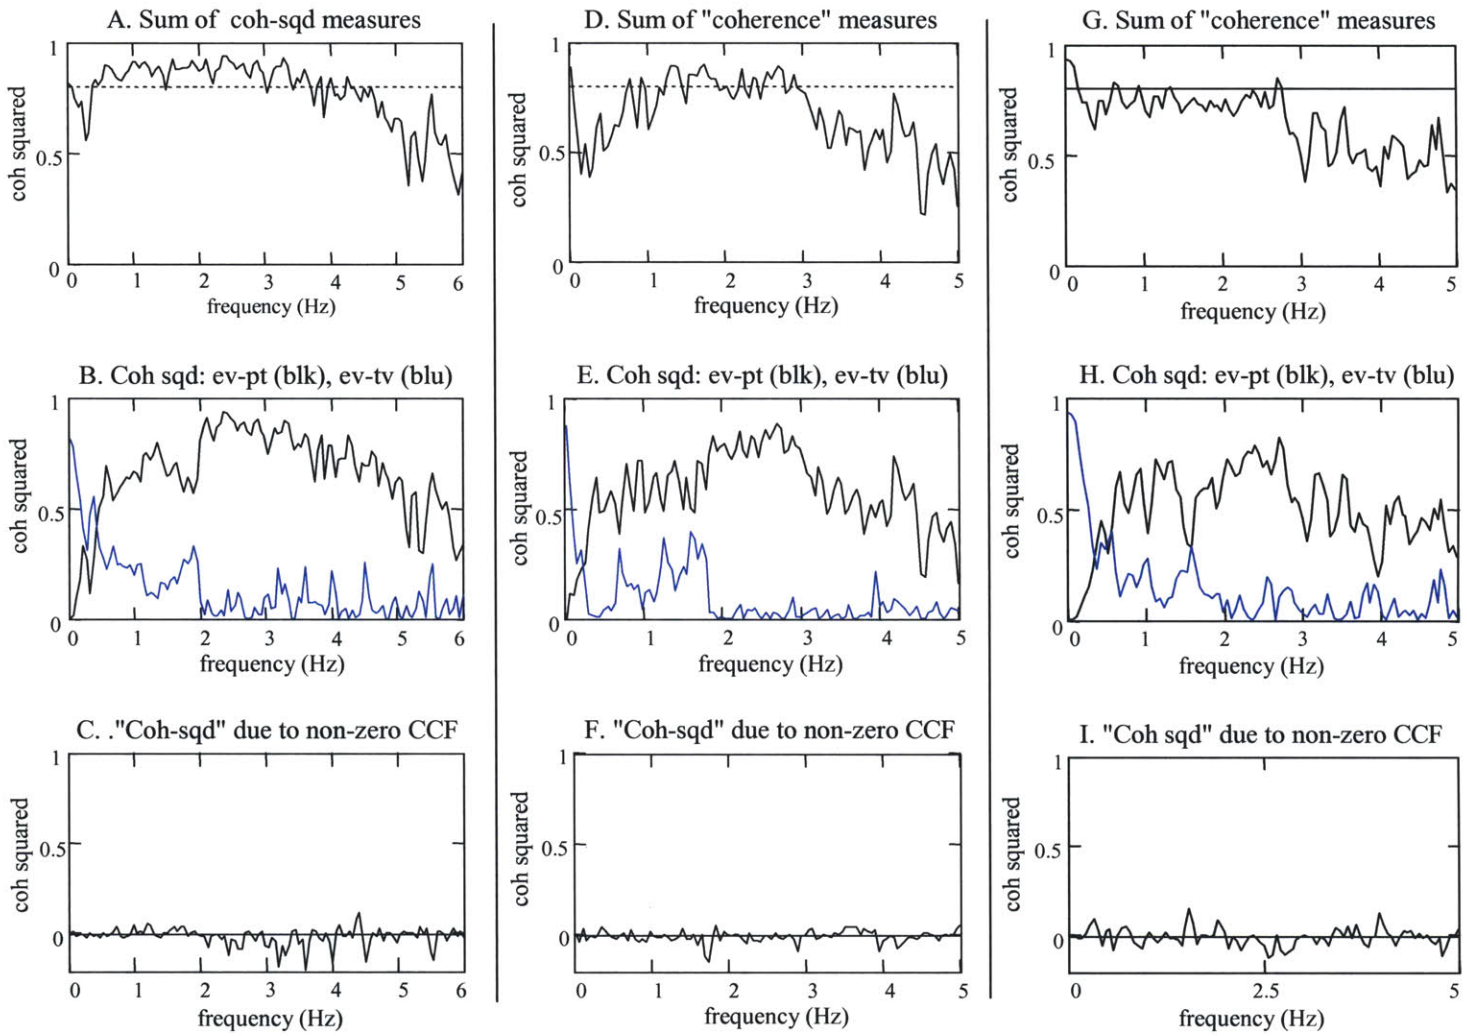 A. Sum of coh-sqd measures
1
0.5
0
coh squared
0 1 2 3 4 5 6
frequency (Hz)
B. Coh sqd: ev-pt (blk), ev-tv (blu)
1
0.5
0
coh squared
0 1 2 3 4 5 6
frequency (Hz)
C. ."Coh-sqd" due to non-zero CCF
1
0.5
0
coh squared
0 1 2 3 4 5 6
frequency (Hz)
D. Sum of "coherence" measures
1
0.5
0
coh squared
0 1 2 3 4 5
frequency (Hz)
E. Coh sqd: ev-pt (blk), ev-tv (blu)
1
0.5
0
coh squared
0 1 2 3 4 5
frequency (Hz)
F. "Coh-sqd" due to non-zero CCF
1
0.5
0
coh squared
0 1 2 3 4 5
frequency (Hz)
G. Sum of "coherence" measures
1
0.5
0
coh squared
0 1 2 3 4 5
frequency (Hz)
H. Coh sqd: ev-pt (blk), ev-tv (blu)
1
0.5
0
coh squared
0 1 2 3 4 5
frequency (Hz)
I. "Coh sqd" due to non-zero CCF
1
0.5
0
coh squared
0 2.5 5
frequency (Hz)